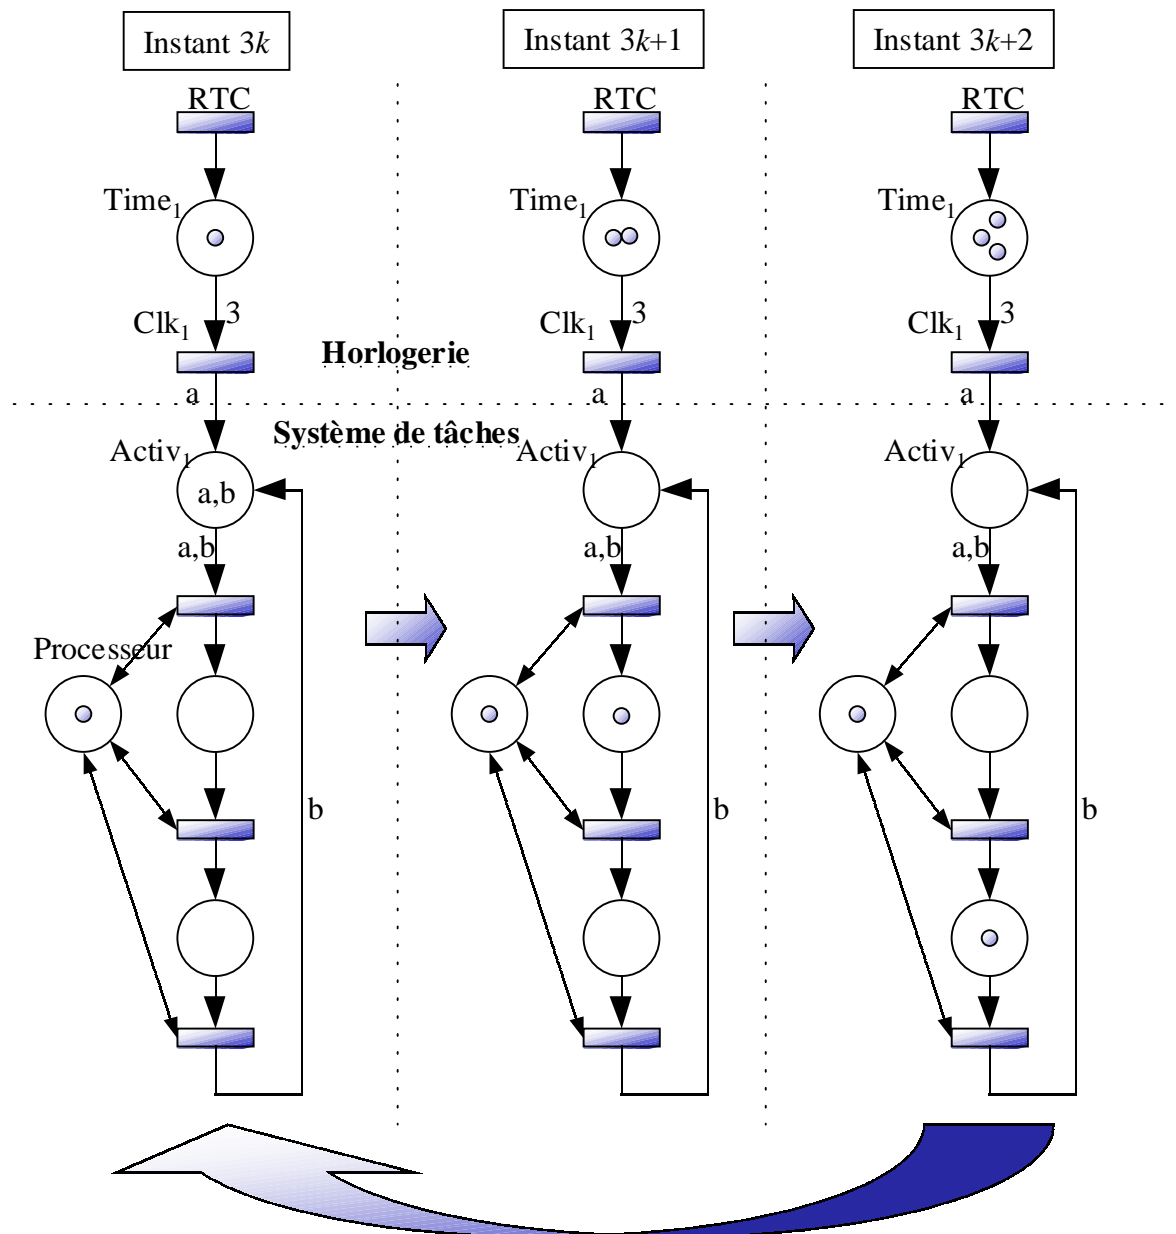 Instant 3k
Instant 3k+1
Instant 3k+2
RTC
RTC
RTC
Time1
Time1
Time1
3
3
3
Clk1
Clk1
Clk1
Horlogerie
a
a
a
Système de tâches
Activ1
Activ1
Activ1
a,b
a,b
a,b
a,b
Processeur
b
b
b